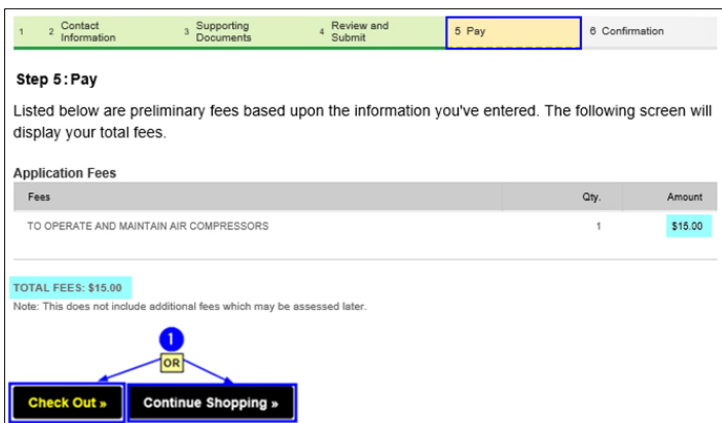 1 2 Contact Information 3 Supporting Documents 4 Review and Submit 5 Pay 6 Confirmation
Step 5:Pay
Listed below are preliminary fees based upon the information you've entered. The following screen will
display your total fees.
Application Fees
Fees Qty. Amount
TO OPERATE AND MAINTAIN AIR COMPRESSORS 1 $15.00
TOTAL FEES: $15.00
Note: This does not include additional fees which may be assessed later.
1
OR
Check Out » Continue Shopping »